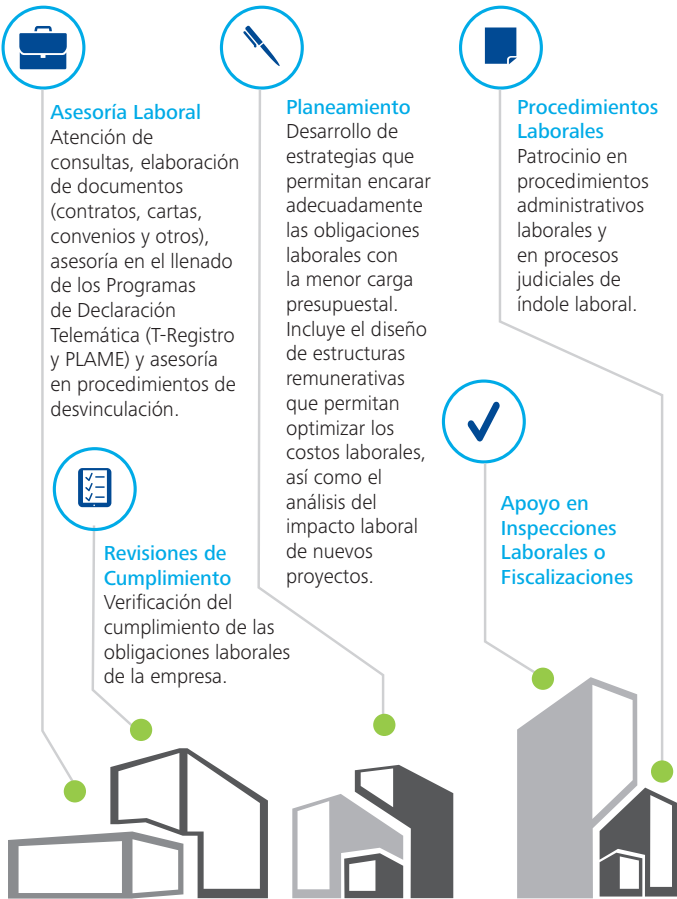 Asesoría Laboral
Atención de
consultas, elaboración
de documentos
(contratos, cartas,
convenios y otros),
asesoría en el llenado
de los Programas
de Declaración
Telemática (T-Registro
y PLAME) y asesoría
en procedimientos de
desvinculación.
Revisiones de
Cumplimiento
Verificación del
cumplimiento de las
obligaciones laborales
de la empresa.
Planeamiento
Desarrollo de
estrategias que
permitan encarar
adecuadamente
las obligaciones
laborales con
la menor carga
presupuestal.
Incluye el diseño
de estructuras
remunerativas
que permitan
optimizar los
costos laborales,
así como el
análisis del
impacto laboral
de nuevos
proyectos.
Procedimientos
Laborales
Patrocinio en
procedimientos
administrativos
laborales y
en procesos
judiciales de
índole laboral.
Apoyo en
Inspecciones
Laborales o
Fiscalizaciones